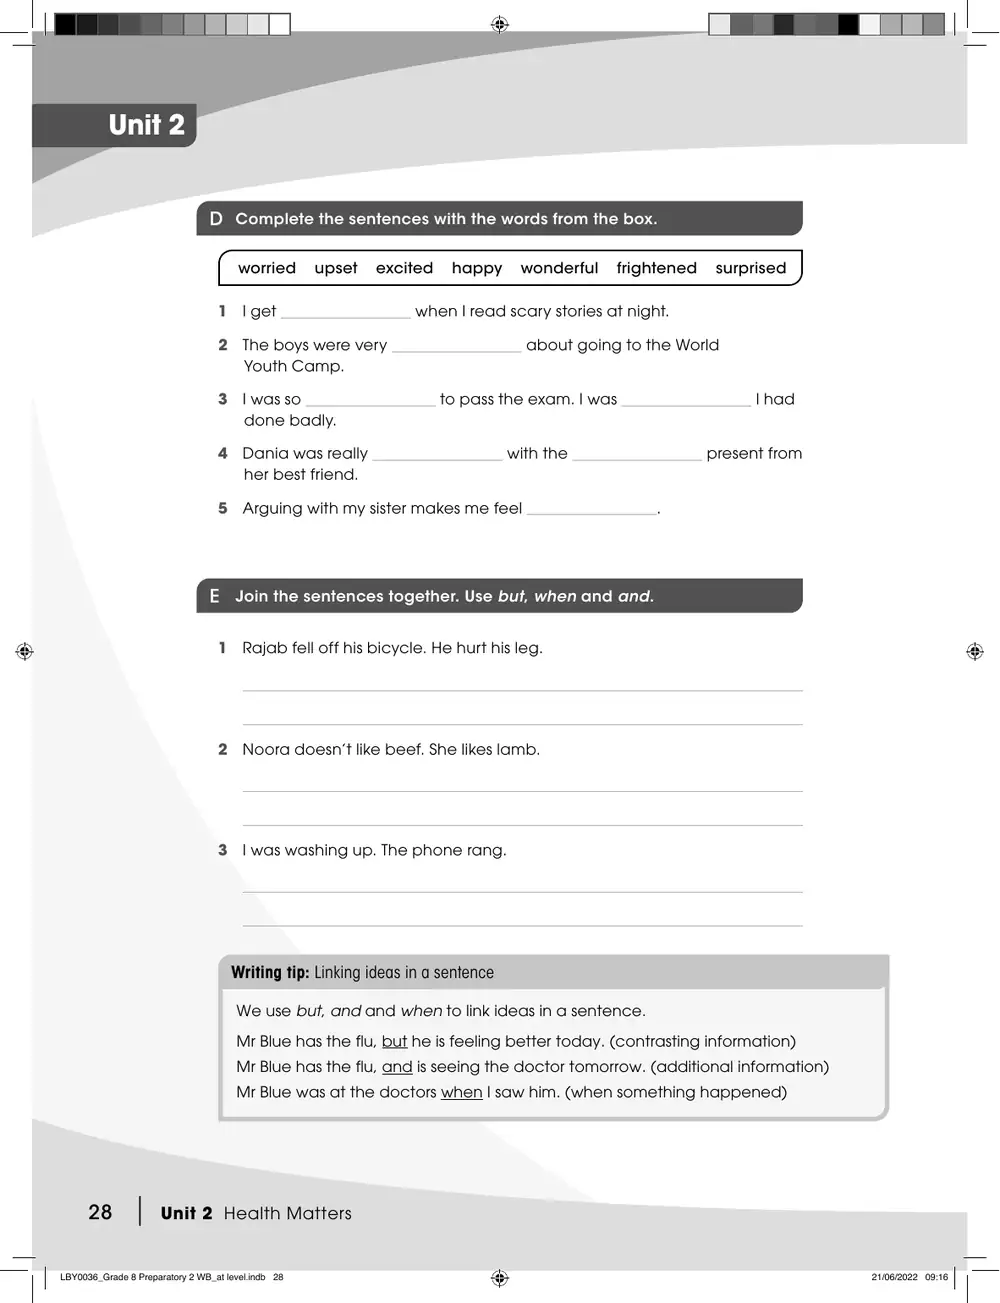 Unit 2
D Complete the sentences with the words from the box.
worried upset excited happy wonderful frightened surprised
1 I get _______________ when I read scary stories at night.
2 The boys were very _______________ about going to the World
Youth Camp.
3 I was so _______________ to pass the exam. I was _______________ I had
done badly.
4 Dania was really _______________ with the _______________ present from
her best friend.
5 Arguing with my sister makes me feel _______________.
E Join the sentences together. Use but, when and and.
1 Rajab fell off his bicycle. He hurt his leg.
2 Noora doesn’t like beef. She likes lamb.
3 I was washing up. The phone rang.
Writing tip: Linking ideas in a sentence
We use but, and and when to link ideas in a sentence.
Mr Blue has the flu, but he is feeling better today. (contrasting information)
Mr Blue has the flu, and is seeing the doctor tomorrow. (additional information)
Mr Blue was at the doctors when I saw him. (when something happened)
28 Unit 2 Health Matters
LBY0036_Grade 8 Preparatory 2 WB_at level.indb 28 21/06/2022 09:16